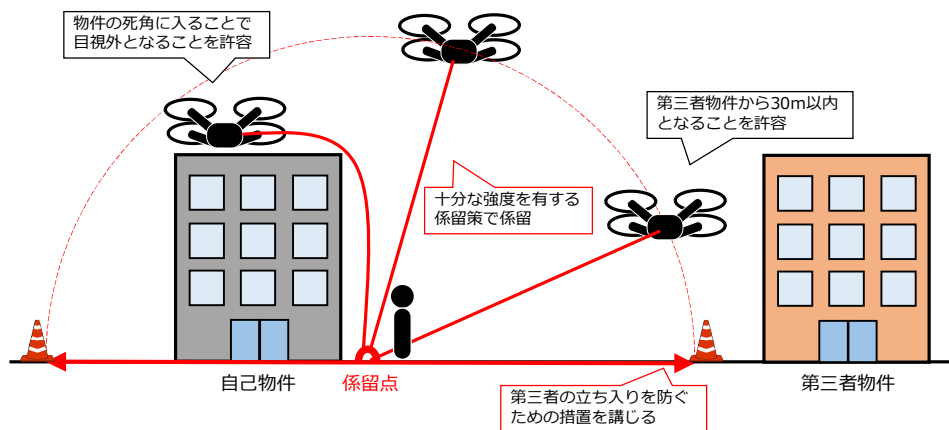 物件の死角に入ることで
目視外となることを許容
第三者物件から30m以内
となることを許容
十分な強度を有する
係留策で係留
自己物件
係留点
第三者物件
第三者の立ち入りを防ぐ
ための措置を講じる